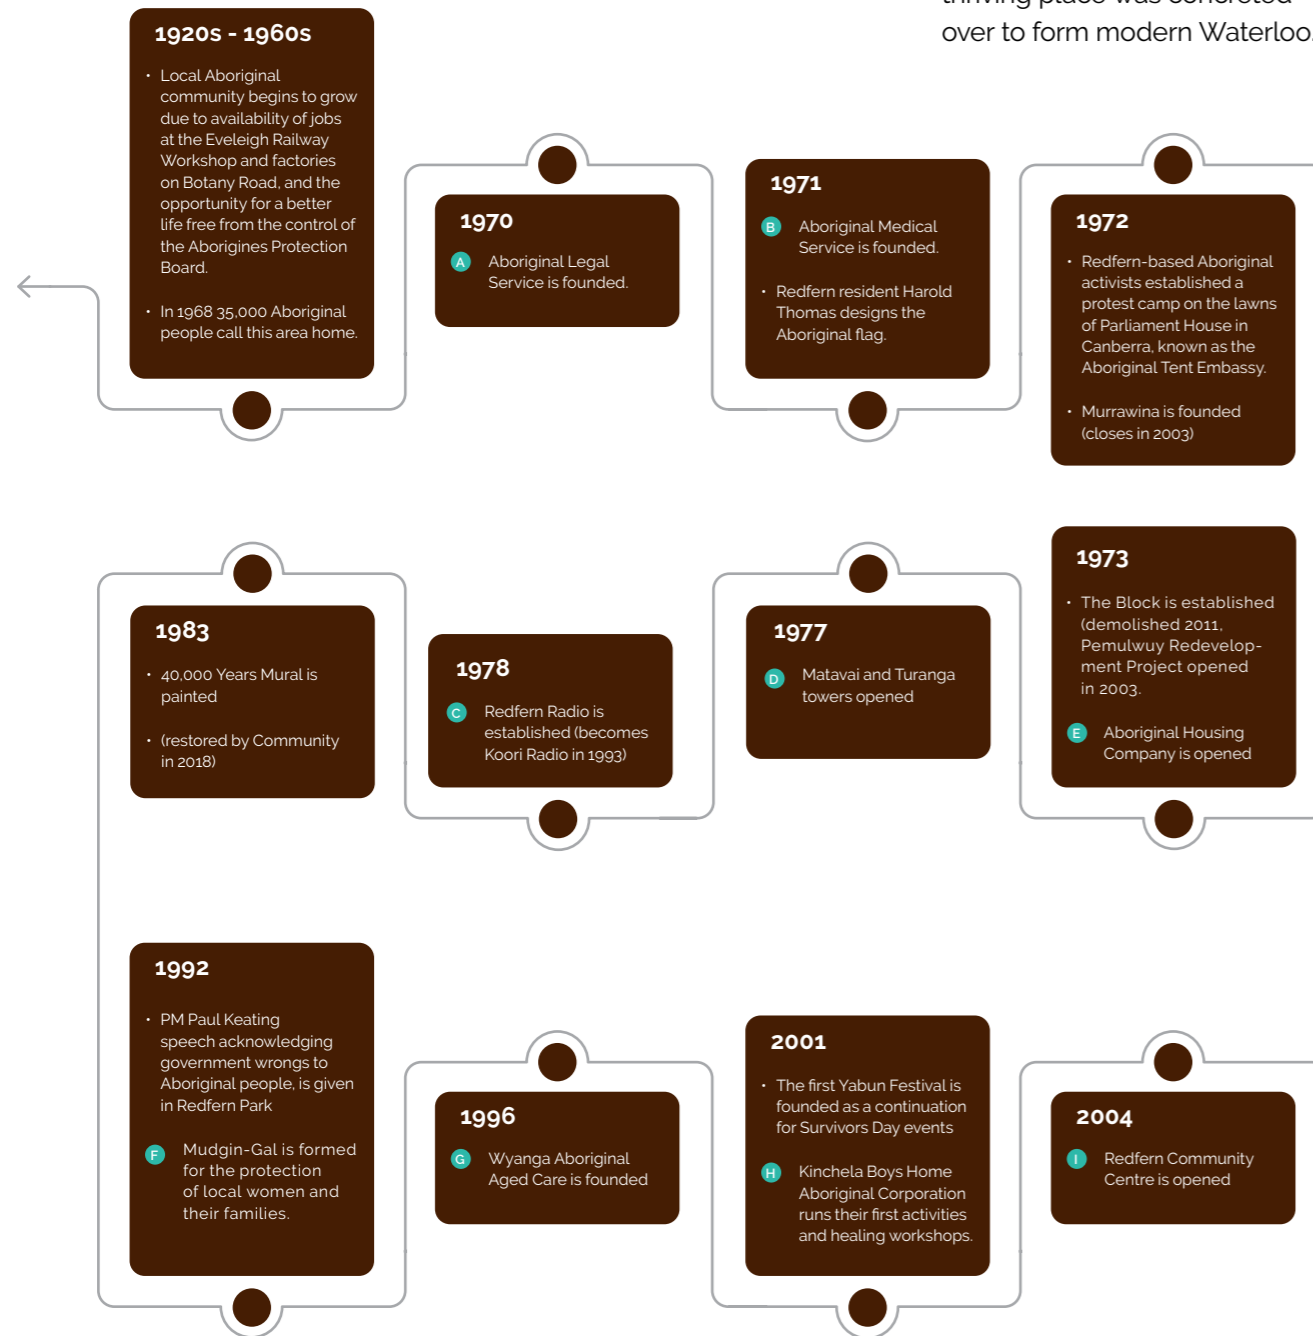 thriving place was concreted
over to form modern Waterloo.
1920s - 1960s
• Local Aboriginal
community begins to grow
due to availability of jobs
at the Eveleigh Railway
Workshop and factories
on Botany Road, and the
opportunity for a better
life free from the control of
the Aborigines Protection
Board.
• In 1968 35,000 Aboriginal
people call this area home.
1970
A Aboriginal Legal
Service is founded.
1971
B Aboriginal Medical
Service is founded.
• Redfern resident Harold
Thomas designs the
Aboriginal flag.
1972
• Redfern-based Aboriginal
activists established a
protest camp on the lawns
of Parliament House in
Canberra, known as the
Aboriginal Tent Embassy.
• Murrawina is founded
(closes in 2003)
1973
• The Block is established
(demolished 2011,
Pemulwuy Redevelop-
ment Project opened
in 2003.
E Aboriginal Housing
Company is opened
1977
D Matavai and Turanga
towers opened
1978
C Redfern Radio is
established (becomes
Koori Radio in 1993)
1983
• 40,000 Years Mural is
painted
• (restored by Community
in 2018)
1992
• PM Paul Keating
speech acknowledging
government wrongs to
Aboriginal people, is given
in Redfern Park
F Mudgin-Gal is formed
for the protection
of local women and
their families.
1996
G Wyanga Aboriginal
Aged Care is founded
2001
• The first Yabun Festival is
founded as a continuation
for Survivors Day events
H Kinchela Boys Home
Aboriginal Corporation
runs their first activities
and healing workshops.
2004
I Redfern Community
Centre is opened